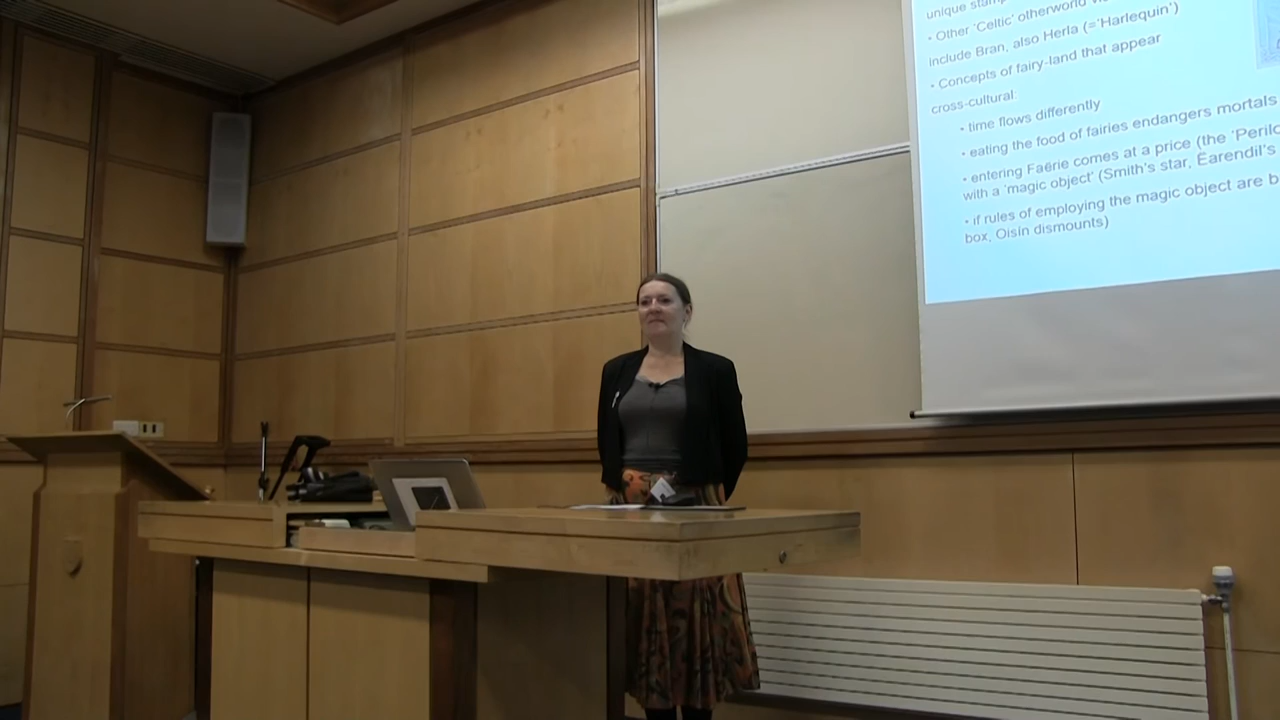 unique
• Other 'Celtic' otherworld
include Bran, also Herla (='Harlequin')
• Concepts of fairy-land that appear
cross-cultural:
• time flows differently
• eating the food of fairies endangers mortals
• entering Faërie comes at a price (the
with a 'magic object' (Smith's star, Eärendil's
• if rules of employing the magic object are
box, Oisín dismounts)